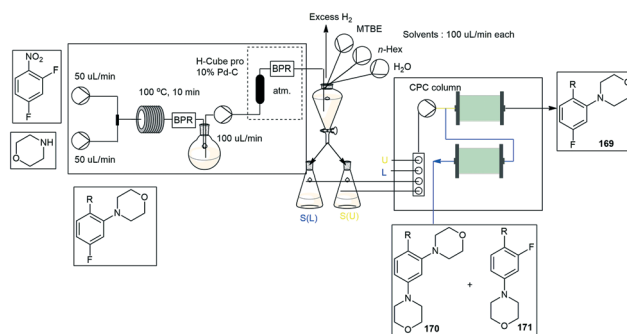 Excess H2
MTBE
n-Hex
H2O
Solvents : 100 uL/min each
H-Cube pro
10% Pd-C
BPR
atm.
NO2
F
F
50 uL/min
100 ºC, 10 min
BPR
50 uL/min
100 uL/min
O
NH
R
N
O
F
S(L)
S(U)
CPC column
U
L
R
N
O
F
169
R
N
O
N
O
170
+
R
F
N
O
171